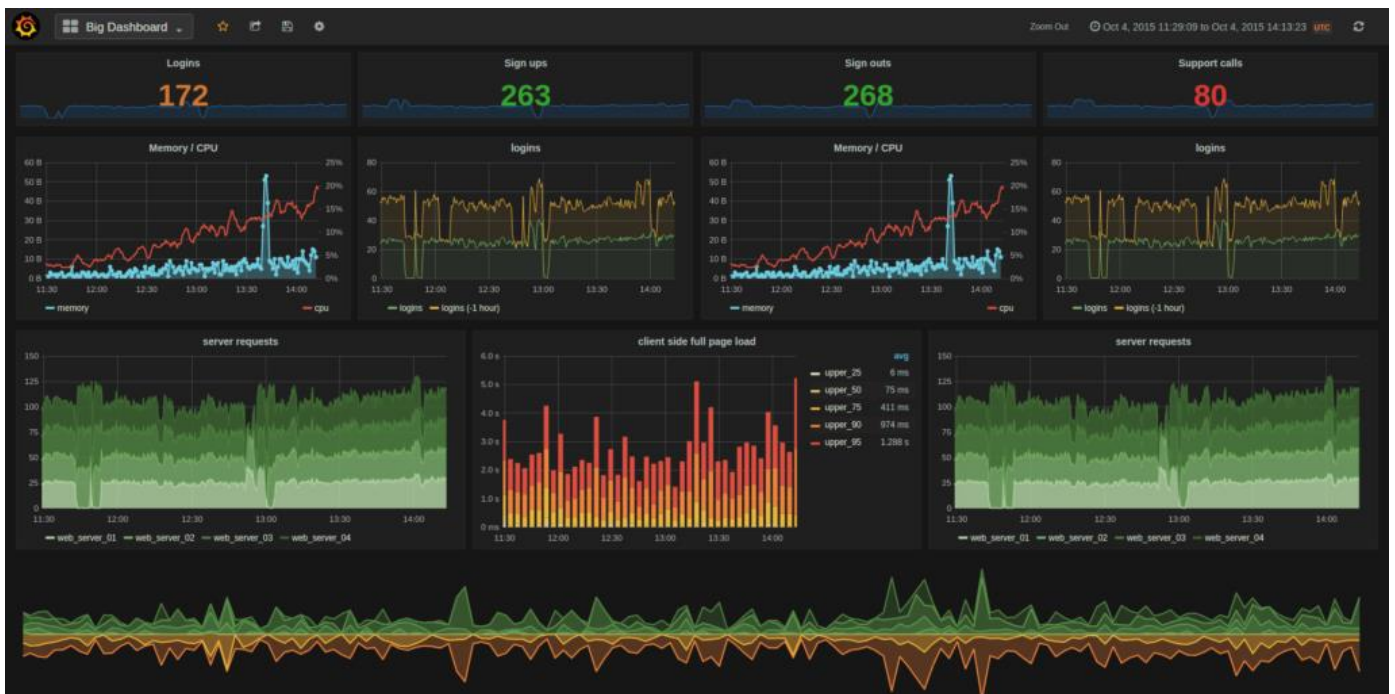 Big Dashboard
Zoom Out Oct 4, 2015 11:29:09 to Oct 4, 2015 14:13:23 UTC
Logins
172
Sign ups
263
Sign outs
268
Support calls
80
Memory / CPU
60 B
50 B
40 B
30 B
20 B
10 B
0 B
25%
20%
15%
10%
5%
0%
11:30 12:00 12:30 13:00 13:30 14:00
memory cpu
logins
80
60
40
20
0
11:30 12:00 12:30 13:00 13:30 14:00
logins logins (-1 hour)
Memory / CPU
60 B
50 B
40 B
30 B
20 B
10 B
0 B
25%
20%
15%
10%
5%
0%
11:30 12:00 12:30 13:00 13:30 14:00
memory cpu
logins
80
60
40
20
0
11:30 12:00 12:30 13:00 13:30 14:00
logins logins (-1 hour)
server requests
150
125
100
75
50
25
0
11:30 12:00 12:30 13:00 13:30 14:00
web_server_01 web_server_02 web_server_03 web_server_04
client side full page load
6.0 s
5.0 s
4.0 s
3.0 s
2.0 s
1.0 s
0 ms
11:30 12:00 12:30 13:00 13:30 14:00
avg
upper_25 6 ms
upper_50 75 ms
upper_75 411 ms
upper_90 974 ms
upper_95 1.298 s
server requests
150
125
100
75
50
25
0
11:30 12:00 12:30 13:00 13:30 14:00
web_server_01 web_server_02 web_server_03 web_server_04